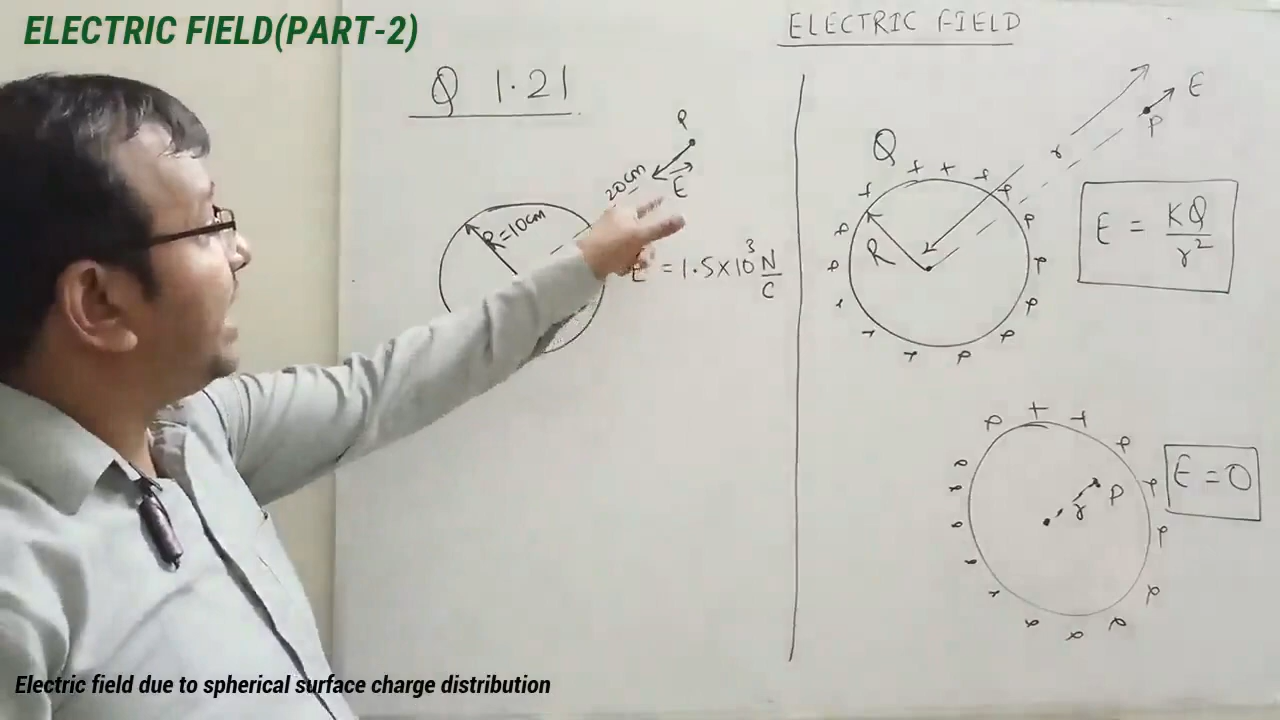 ELECTRIC FIELD(PART-2)
ELECTRIC FIELD
Q 1.21
P
20cm
E
R=10cm
E = 1.5×10³ N/C
Q
+ + + + + + + + + + + + + + +
R
r
P
E
E = KQ/r²
+ + + + + + + + + + + + + + +
r
P
E = 0
Electric field due to spherical surface charge distribution